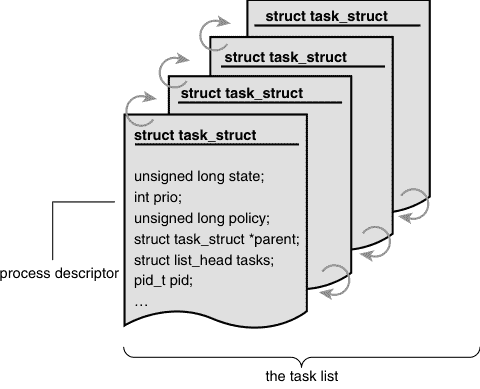 struct task_struct
struct task_struct
struct task_struct
struct task_struct
unsigned long state;
int prio;
unsigned long policy;
struct task_struct *parent;
struct list_head tasks;
pid_t pid;
…
process descriptor
the task list